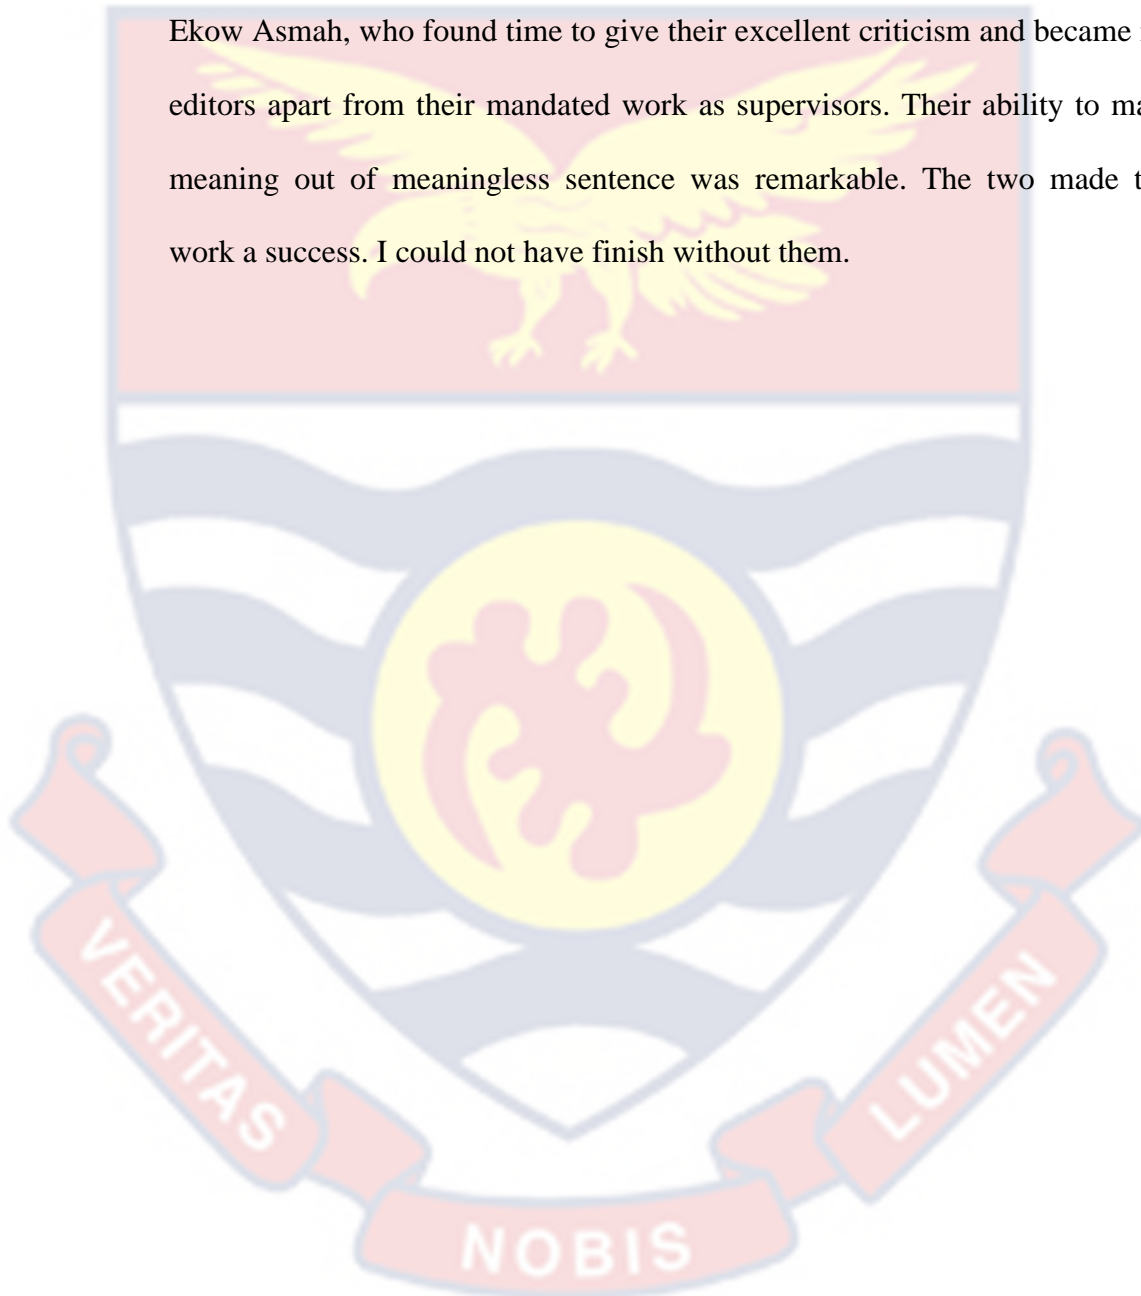 Ekow Asmah, who found time to give their excellent criticism and became
editors apart from their mandated work as supervisors. Their ability to
meaning out of meaningless sentence was remarkable. The two made
work a success. I could not have finish without them.
VERITAS
NOBIS
LUMEN